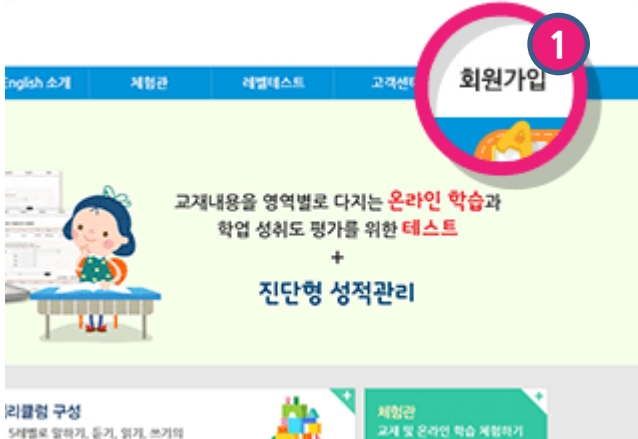 1
회원가입
English 소개 체험관 레벨테스트 고객센터
교재내용을 영역별로 다지는 온라인 학습과
학업 성취도 평가를 위한 테스트
+
진단형 성적관리
리큘럼 구성
5레벨로 말하기, 듣기, 읽기, 쓰기의
체험관
교재 및 온라인 학습 체험하기